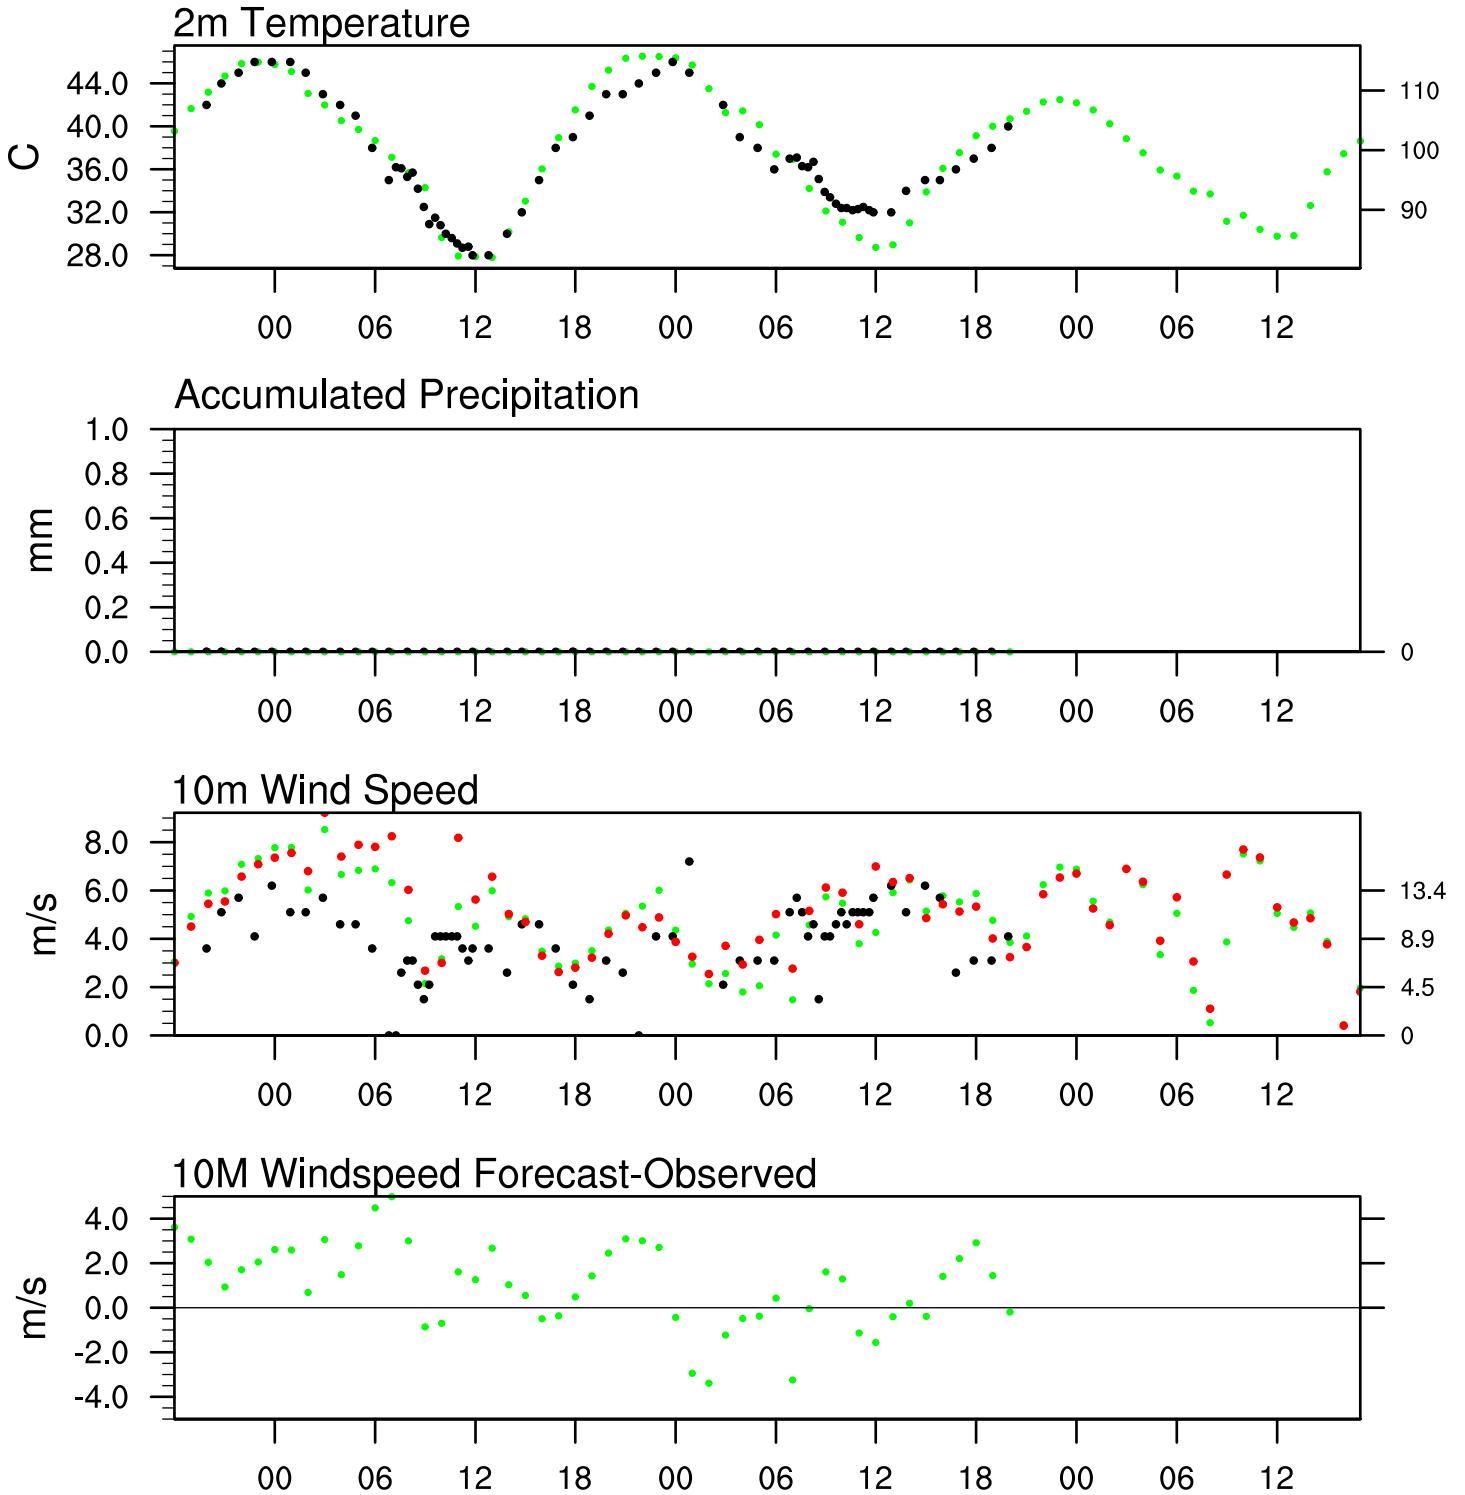 2m Temperature
44.0
40.0
36.0
32.0
28.0
C
110
100
90
00 06 12 18 00 06 12 18 00 06 12
Accumulated Precipitation
1.0
0.8
0.6
0.4
0.2
0.0
mm
0
00 06 12 18 00 06 12 18 00 06 12
10m Wind Speed
8.0
6.0
4.0
2.0
0.0
m/s
13.4
8.9
4.5
0
00 06 12 18 00 06 12 18 00 06 12
10M Windspeed Forecast-Observed
4.0
2.0
0.0
-2.0
-4.0
m/s
00 06 12 18 00 06 12 18 00 06 12